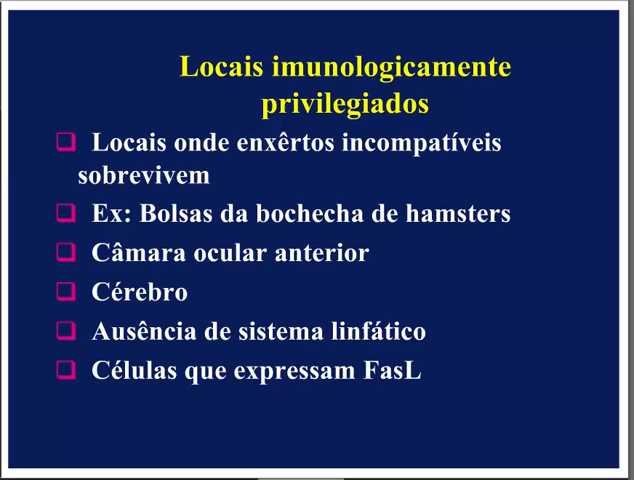 Locais imunologicamente
privilegiados
Locais onde enxêrtos incompatíveis
sobrevivem
Ex: Bolsas da bochecha de hamsters
Câmara ocular anterior
Cérebro
Ausência de sistema linfático
Células que expressam FasL